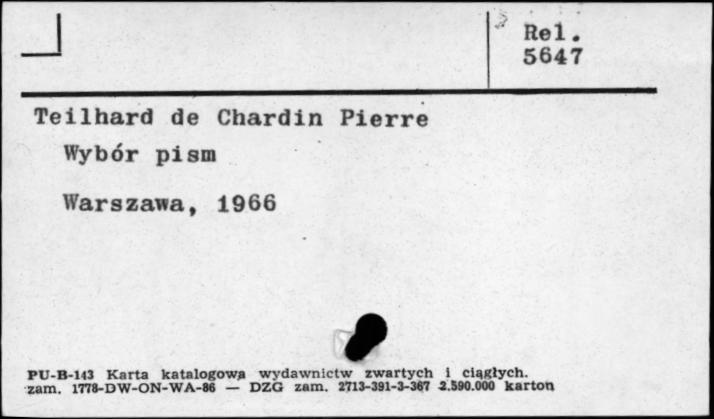 Rel.
5647
Teilhard de Chardin Pierre
Wybór pism
Warszawa, 1966
PU-B-143 Karta katalogowa wydawnictw zwartych i ciągłych.
zam. 1778-DW-ON-WA-86 — DZG zam. 2713-391-3-367 2.590.000 karton